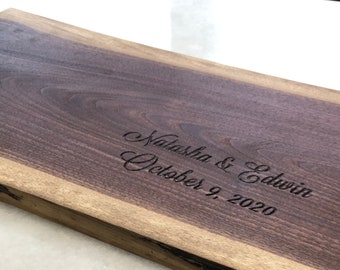 Natasha & Edwin
October 9, 2020